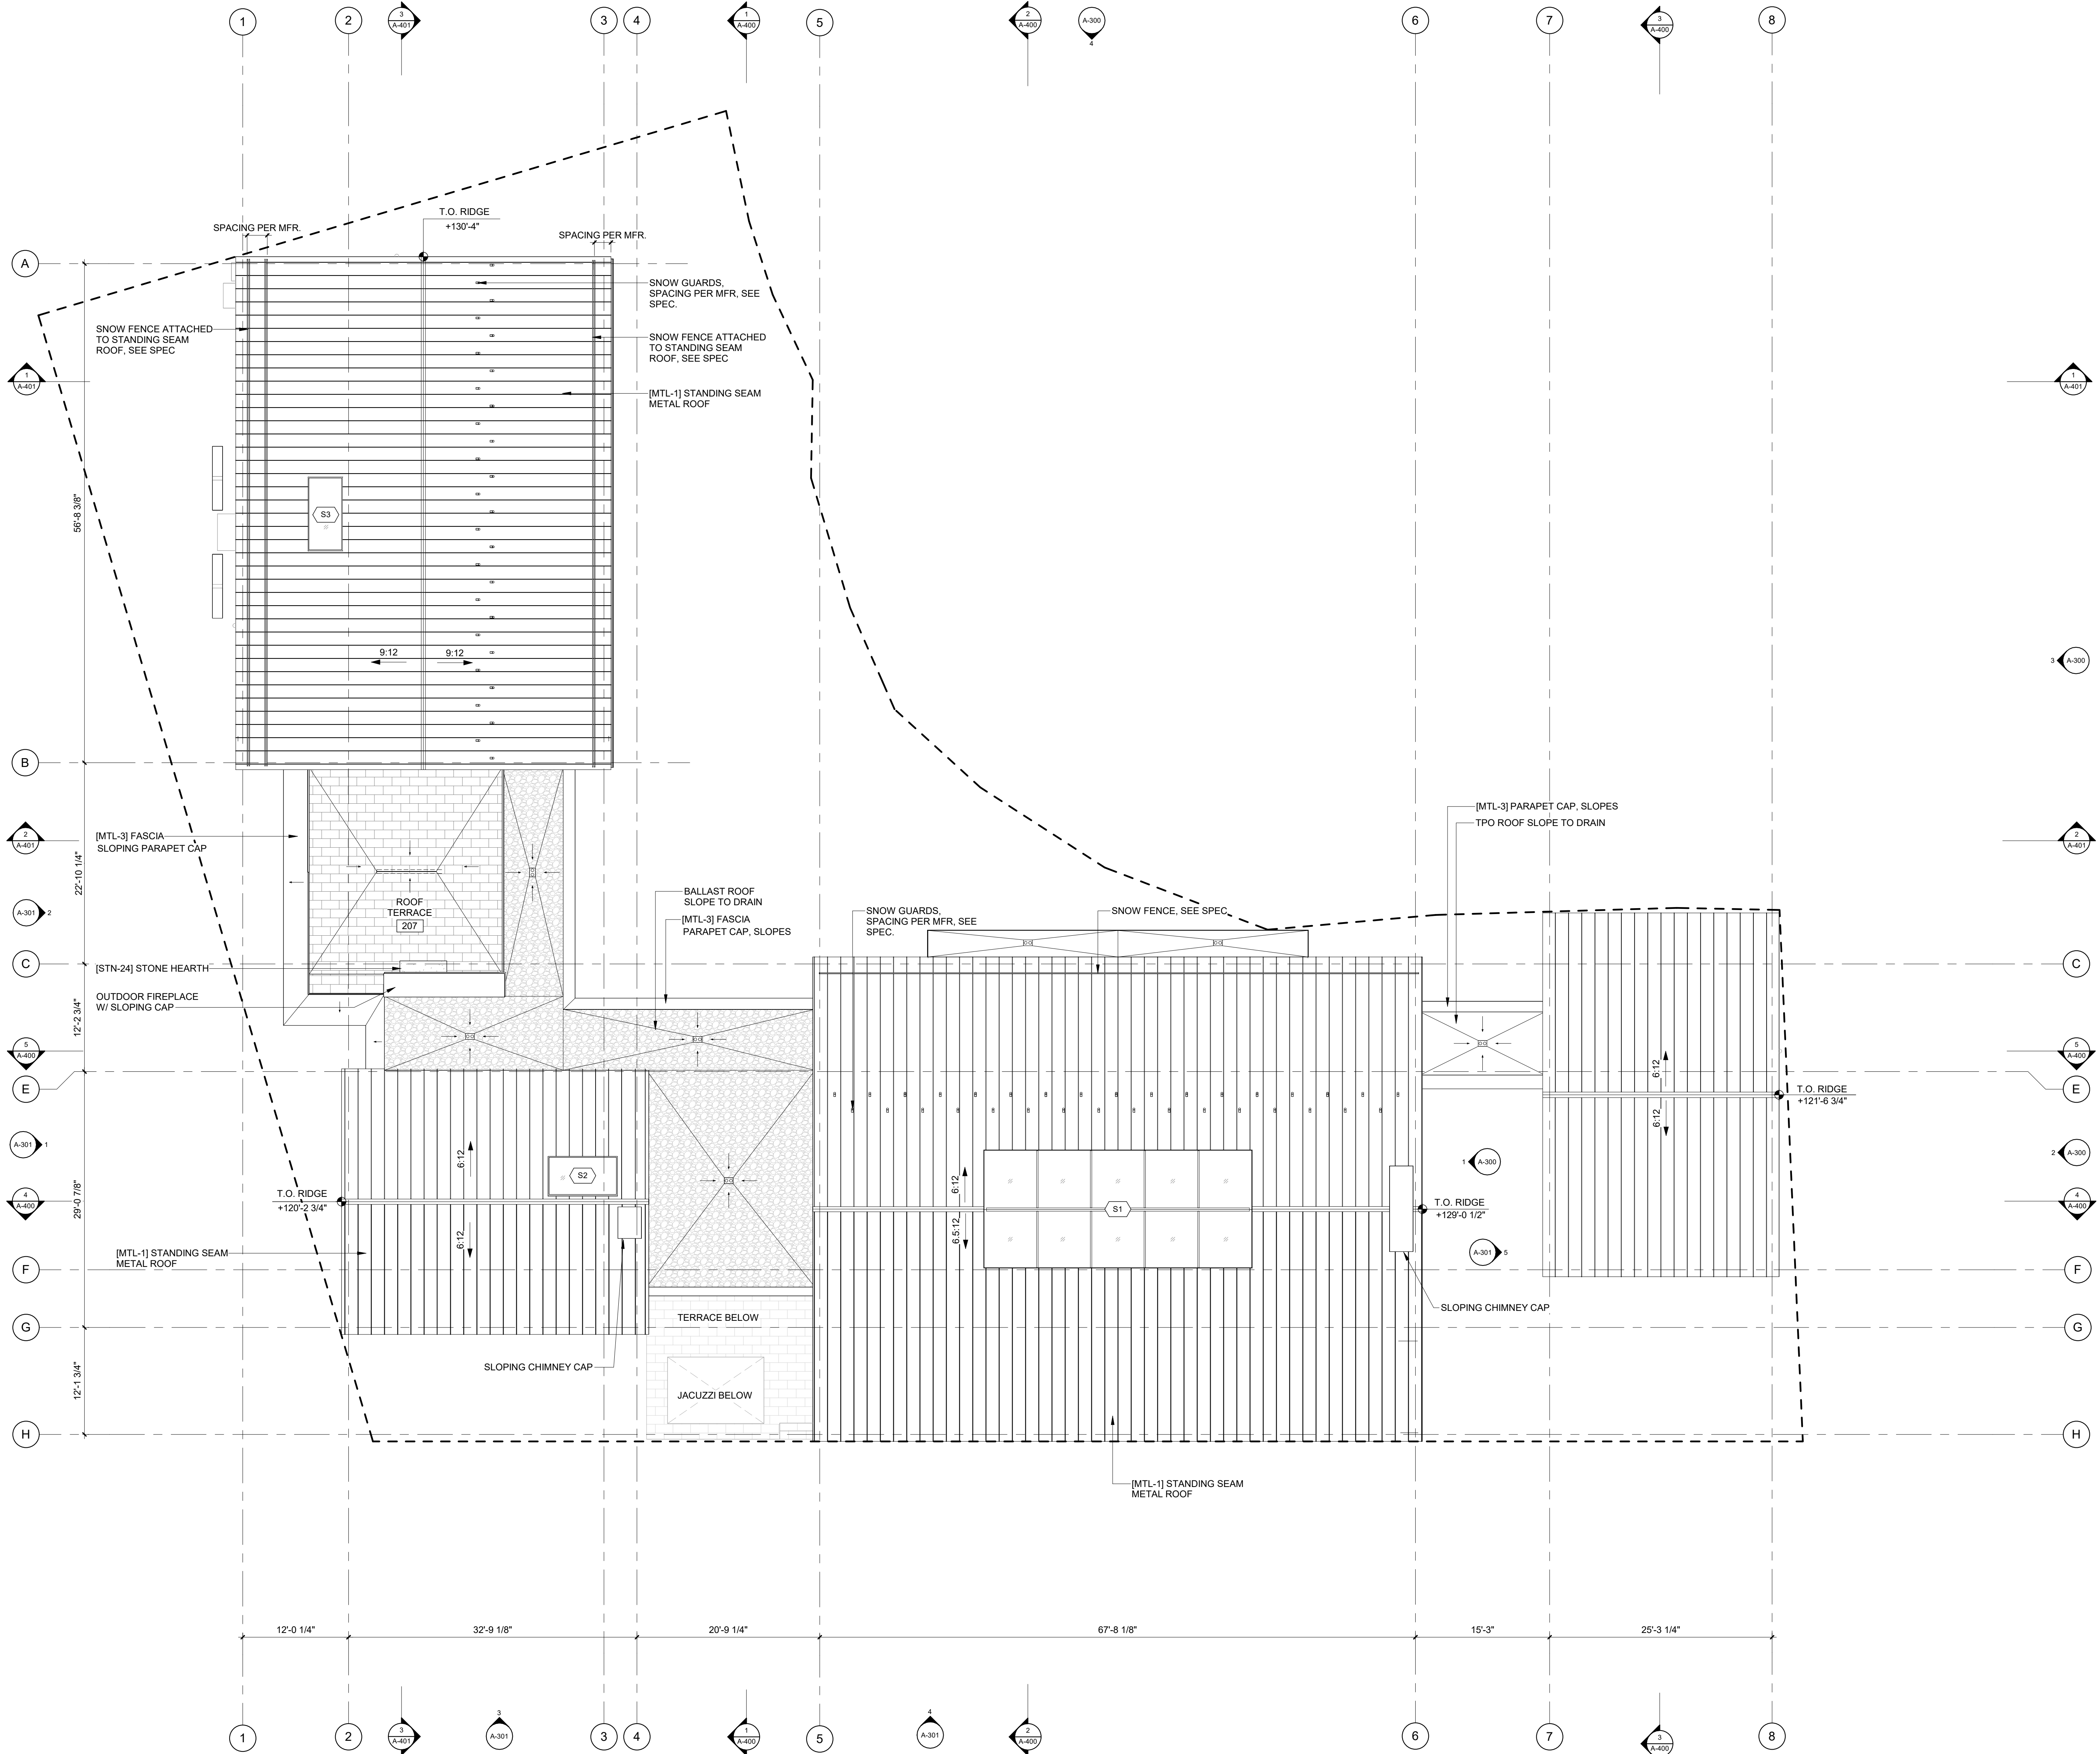 1
2
3
A-401
3
4
1
A-400
5
2
A-400
A-300
4
6
7
3
A-400
8
T.O. RIDGE
+130'-4"
SPACING PER MFR.
SPACING PER MFR.
A
SNOW GUARDS,
SPACING PER MFR, SEE
SPEC.
SNOW FENCE ATTACHED
TO STANDING SEAM
ROOF, SEE SPEC
SNOW FENCE ATTACHED
TO STANDING SEAM
ROOF, SEE SPEC
1
A-401
1
A-401
[MTL-1] STANDING SEAM
METAL ROOF
56'-8 3/8"
S3
9:12
9:12
3
A-300
B
[MTL-3] PARAPET CAP, SLOPES
TPO ROOF SLOPE TO DRAIN
2
A-401
[MTL-3] FASCIA
SLOPING PARAPET CAP
2
A-401
22'-10 1/4"
ROOF
TERRACE
207
BALLAST ROOF
SLOPE TO DRAIN
[MTL-3] FASCIA
PARAPET CAP, SLOPES
A-301
2
SNOW GUARDS,
SPACING PER MFR, SEE
SPEC.
SNOW FENCE, SEE SPEC
C
[STN-24] STONE HEARTH
C
OUTDOOR FIREPLACE
W/ SLOPING CAP
12'-2 3/4"
5
A-400
5
A-400
E
6:12
E
T.O. RIDGE
+121'-6 3/4"
6:12
A-301
1
6:12
1
A-300
2
A-300
S2
6:12
4
A-400
T.O. RIDGE
+120'-2 3/4"
29'-0 7/8"
S1
T.O. RIDGE
+129'-0 1/2"
4
A-400
6:12
6.5:12
[MTL-1] STANDING SEAM
METAL ROOF
A-301
5
F
F
SLOPING CHIMNEY CAP
TERRACE BELOW
G
G
SLOPING CHIMNEY CAP
12'-1 3/4"
JACUZZI BELOW
H
H
[MTL-1] STANDING SEAM
METAL ROOF
12'-0 1/4"
32'-9 1/8"
20'-9 1/4"
67'-8 1/8"
15'-3"
25'-3 1/4"
1
2
3
A-401
3
A-301
3
4
1
A-400
5
4
A-301
2
A-400
6
7
3
A-400
8